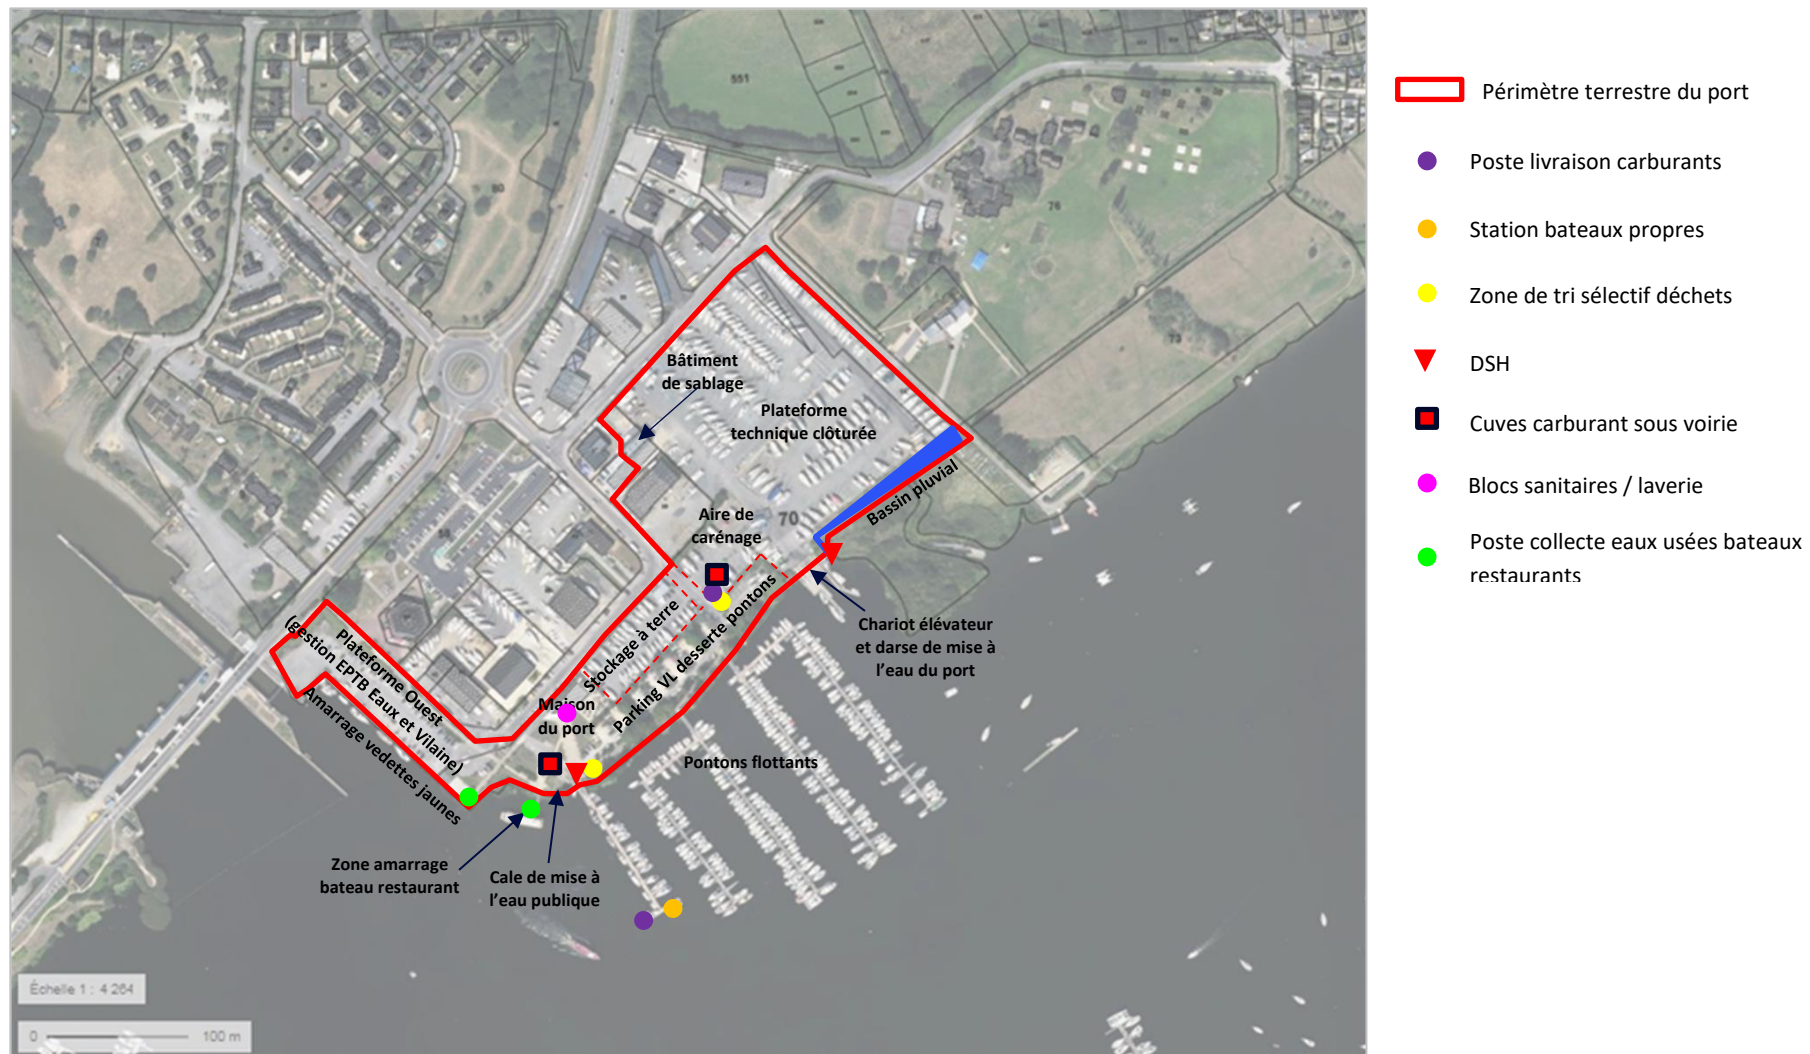 551
80
76
73
58
Bâtiment
de sablage
Plateforme
technique clôturée
Bassin pluvial
Aire de
carénage
70
Stockage à terre
Parking VL desserte pontons
Chariot élévateur
et darse de mise à
l’eau du port
Plateforme Ouest
(gestion EPTB Eaux et Vilaine)
Amarrage vedettes jaunes
Maison
du port
Pontons flottants
Zone amarrage
bateau restaurant
Cale de mise à
l’eau publique
Échelle 1 : 4 264
0 100 m
Périmètre terrestre du port
Poste livraison carburants
Station bateaux propres
Zone de tri sélectif déchets
DSH
Cuves carburant sous voirie
Blocs sanitaires / laverie
Poste collecte eaux usées bateaux
restaurants